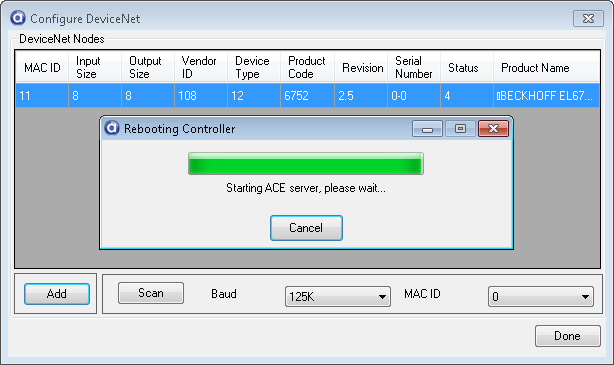 Configure DeviceNet
DeviceNet Nodes
MAC ID Input Size Output Size Vendor ID Device Type Product Code Revision Serial Number Status Product Name
11 8 8 108 12 6752 2.5 0-0 4 ▯BECKHOFF EL67...
Rebooting Controller
Starting ACE server, please wait...
Cancel
Add Scan Baud 125K MAC ID 0
Done